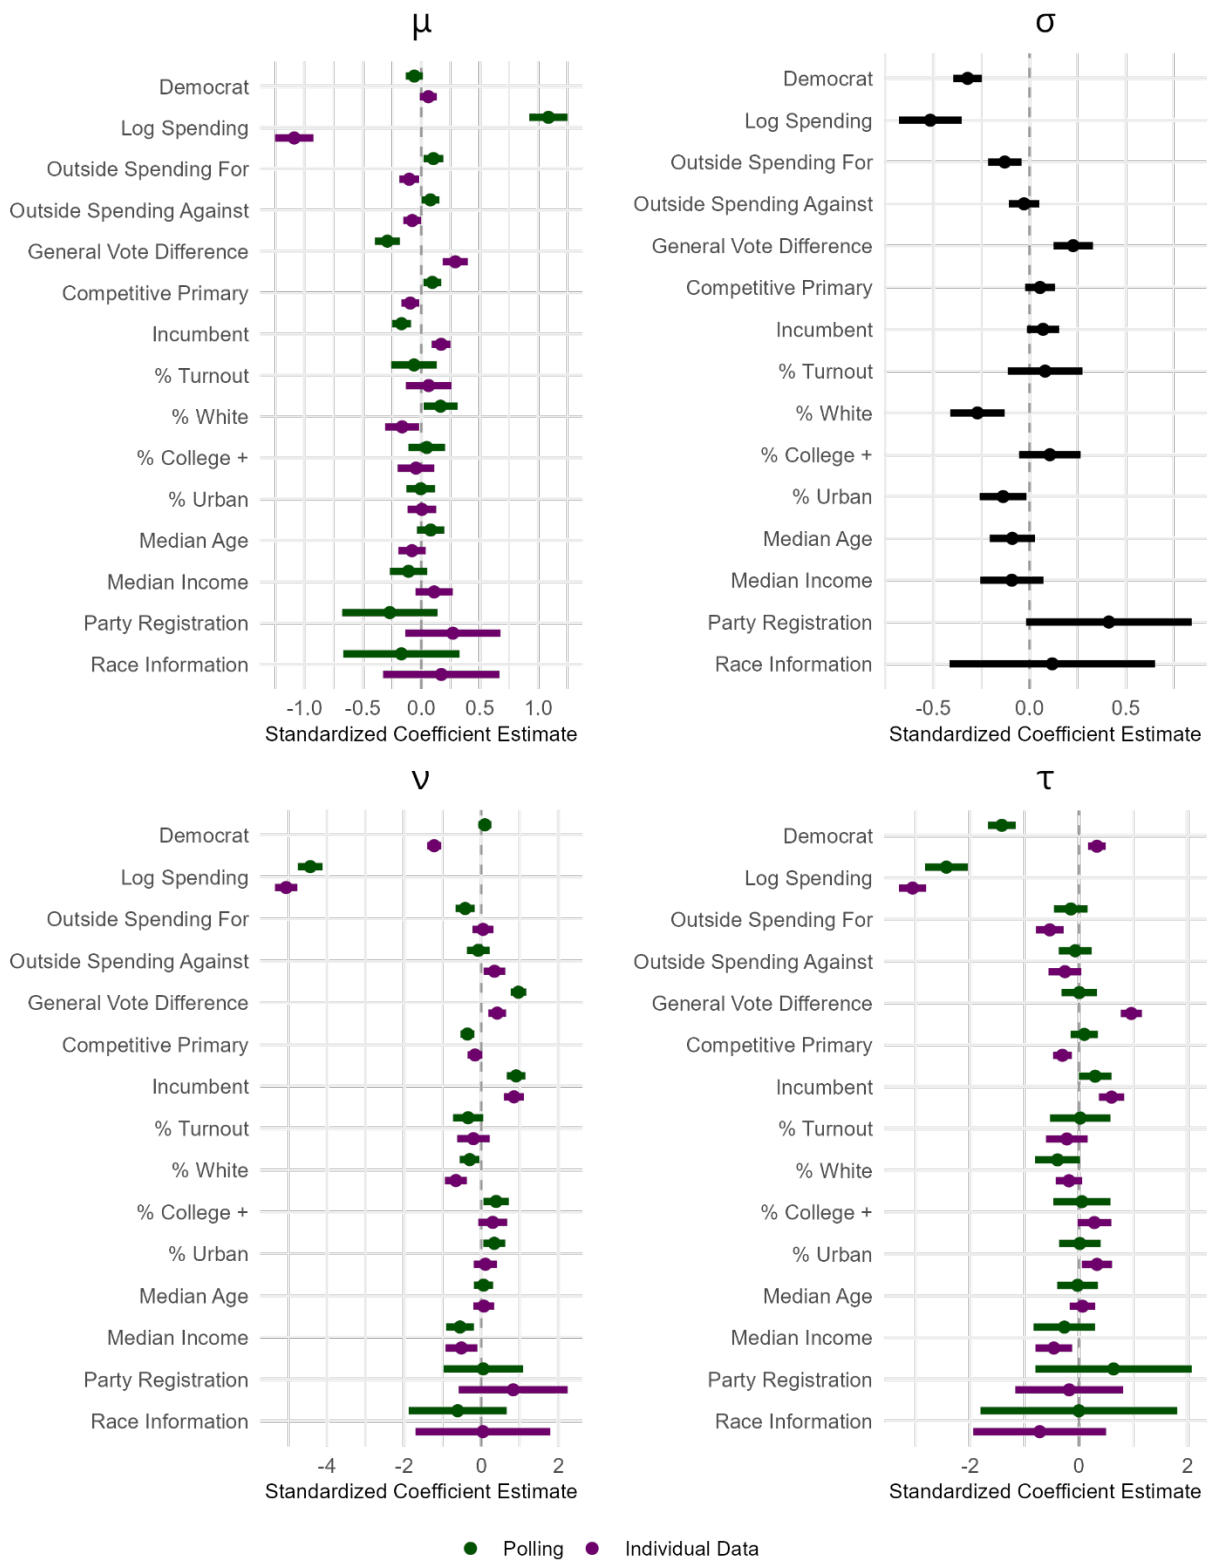 μ
Democrat
Log Spending
Outside Spending For
Outside Spending Against
General Vote Difference
Competitive Primary
Incumbent
% Turnout
% White
% College +
% Urban
Median Age
Median Income
Party Registration
Race Information
-1.0 -0.5 0.0 0.5 1.0
Standardized Coefficient Estimate
σ
Democrat
Log Spending
Outside Spending For
Outside Spending Against
General Vote Difference
Competitive Primary
Incumbent
% Turnout
% White
% College +
% Urban
Median Age
Median Income
Party Registration
Race Information
-0.5 0.0 0.5
Standardized Coefficient Estimate
ν
Democrat
Log Spending
Outside Spending For
Outside Spending Against
General Vote Difference
Competitive Primary
Incumbent
% Turnout
% White
% College +
% Urban
Median Age
Median Income
Party Registration
Race Information
-4 -2 0 2
Standardized Coefficient Estimate
τ
Democrat
Log Spending
Outside Spending For
Outside Spending Against
General Vote Difference
Competitive Primary
Incumbent
% Turnout
% White
% College +
% Urban
Median Age
Median Income
Party Registration
Race Information
-2 0 2
Standardized Coefficient Estimate
Polling Individual Data